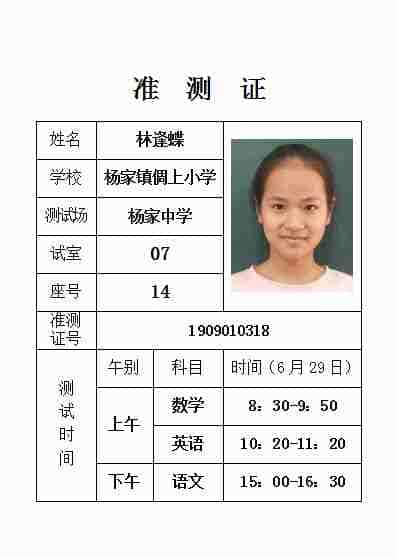 准 测 证
姓名 林逢蝶
学校 杨家镇倜上小学
测试场 杨家中学
试室 07
座号 14
准测
证号 1909010318
测试时间
午别 科目 时间（6月29日）
上午 数学 8：30-9：50
英语 10：20-11：20
下午 语文 15：00-16：30